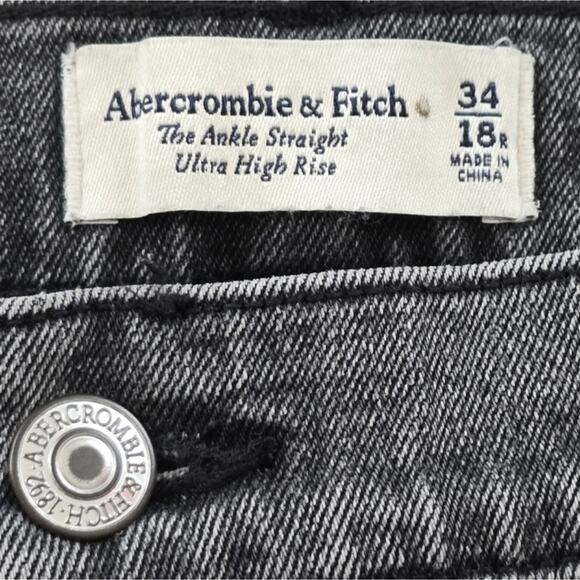 Abercrombie & Fitch
The Ankle Straight
Ultra High Rise
34
18R
MADE IN
CHINA
ABERCROMBIE & FITCH · 1892 ·